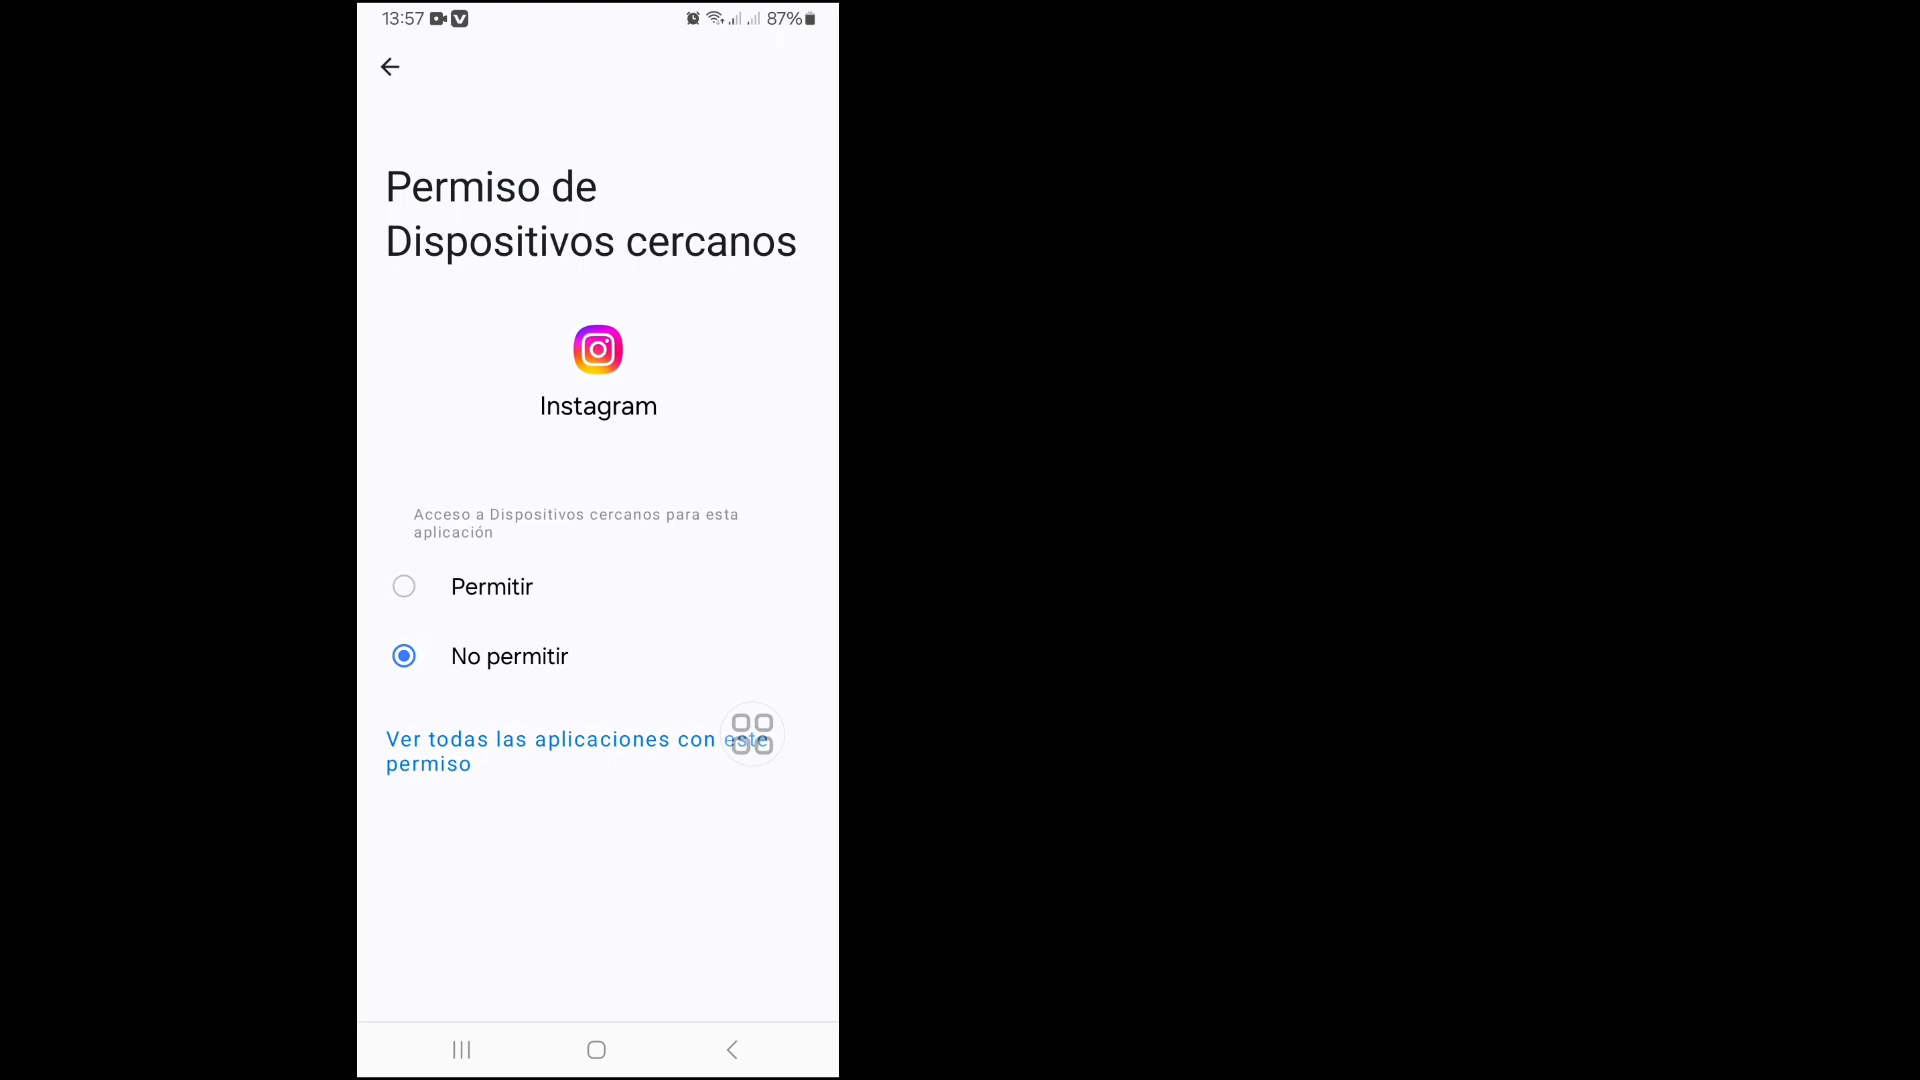 13:57
87%
Permiso de
Dispositivos cercanos
Instagram
Acceso a Dispositivos cercanos para esta
aplicación
Permitir
No permitir
Ver todas las aplicaciones con este
permiso